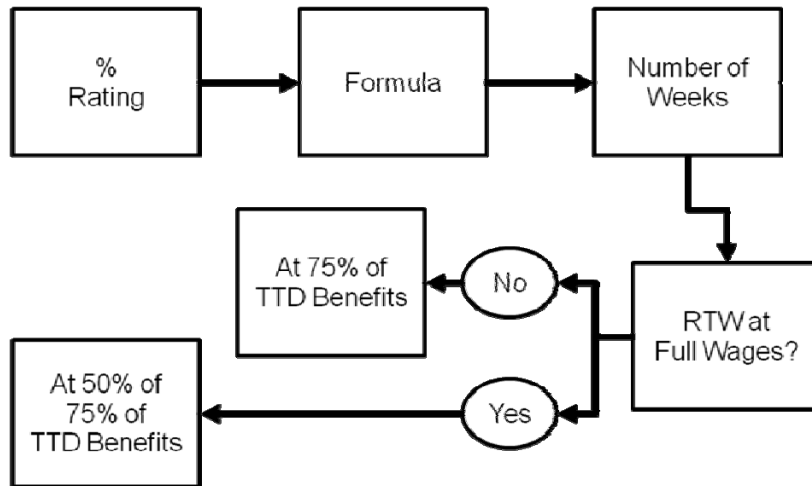 %
Rating
Formula
Number of
Weeks
At 75% of
TTD Benefits
No
RTW at
Full Wages?
At 50% of
75% of
TTD Benefits
Yes